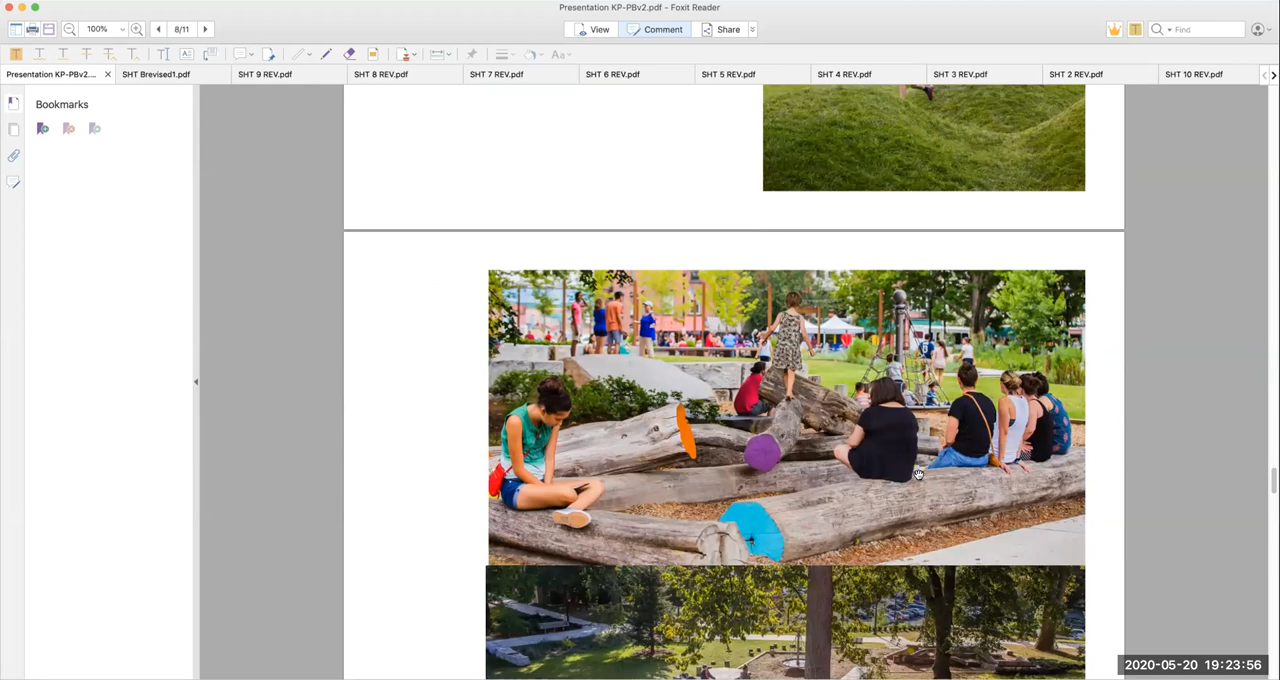 Presentation KP-PBv2.pdf - Foxit Reader
100%
8/11
View
Comment
Share
Find
Aa
Presentation KP-PBv2....
SHT Brevised1.pdf
SHT 9 REV.pdf
SHT 8 REV.pdf
SHT 7 REV.pdf
SHT 6 REV.pdf
SHT 5 REV.pdf
SHT 4 REV.pdf
SHT 3 REV.pdf
SHT 2 REV.pdf
SHT 10 REV.pdf
Bookmarks
2020-05-20 19:23:56